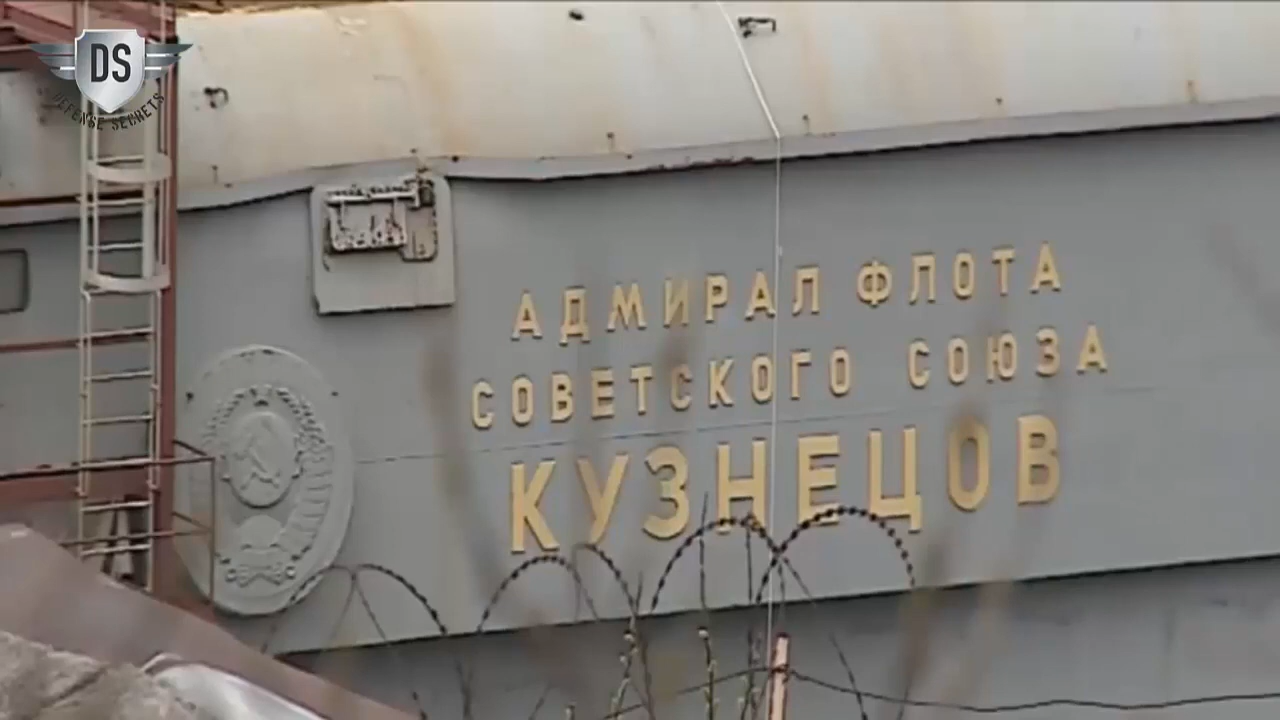 DS
DEFENSE SECRETS
АДМИРАЛ ФЛОТА
СОВЕТСКОГО СОЮЗА
КУЗНЕЦОВ